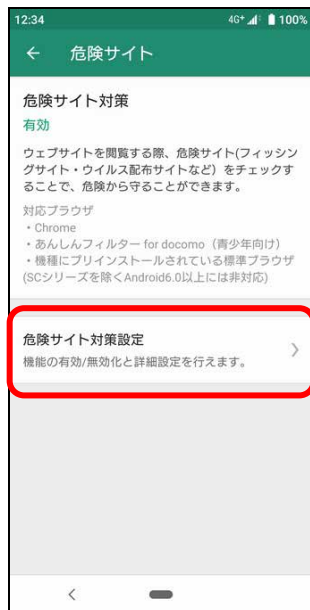 12:34 4G+ 100%
← 危険サイト
危険サイト対策
有効
ウェブサイトを閲覧する際、危険サイト(フィッシン
グサイト・ウイルス配布サイトなど）をチェックす
ることで、危険から守ることができます。
対応ブラウザ
・Chrome
・あんしんフィルター for docomo（青少年向け）
・機種にプリインストールされている標準ブラウザ
(SCシリーズを除くAndroid6.0以上には非対応)
危険サイト対策設定
機能の有効/無効化と詳細設定を行えます。